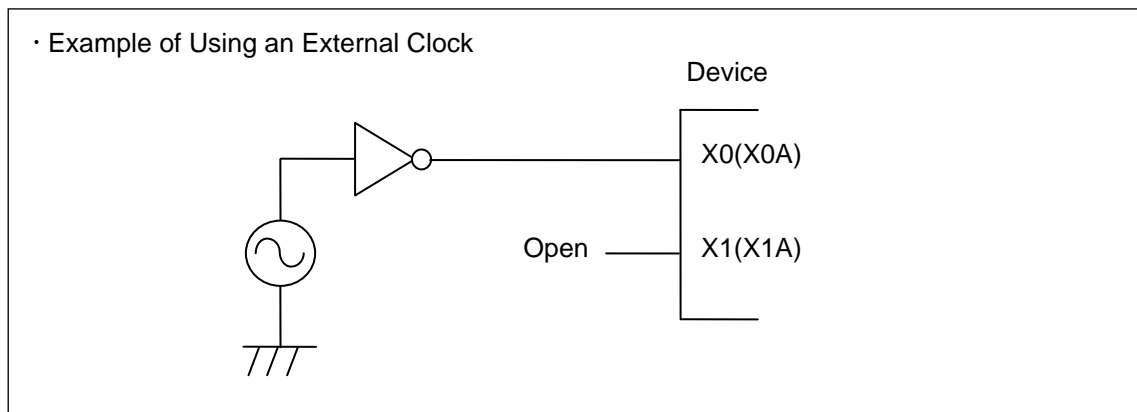 · Example of Using an External Clock
Device
X0(X0A)
Open
X1(X1A)